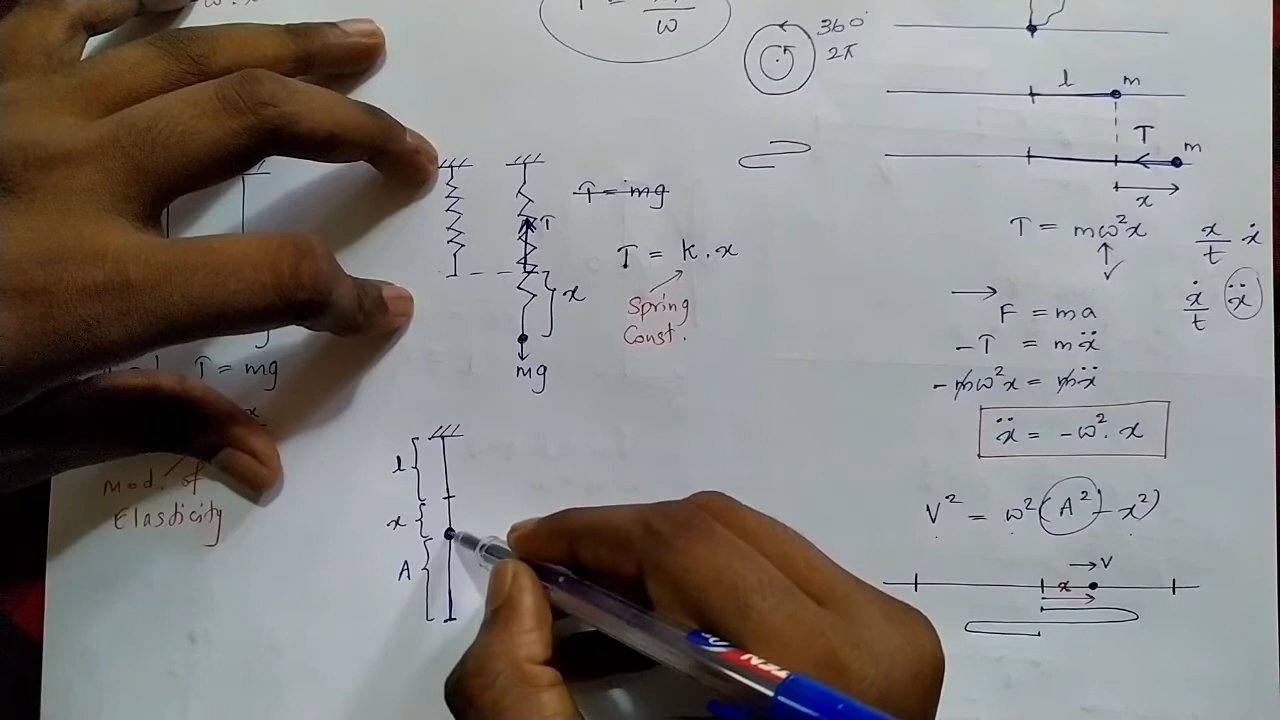 ω
360°
2π
l
m
T
m
x
T = mω²x
x/t ẋ
ẋ/t ẍ
F = ma
-T = mẍ
-mω²x = mẍ
ẍ = -ω². x
V² = ω²(A² - x²)
V
x
T = mg
T
T = K.x
x
Spring
Const.
mg
T = mg
x
Mod. of
Elasticity
l
x
A